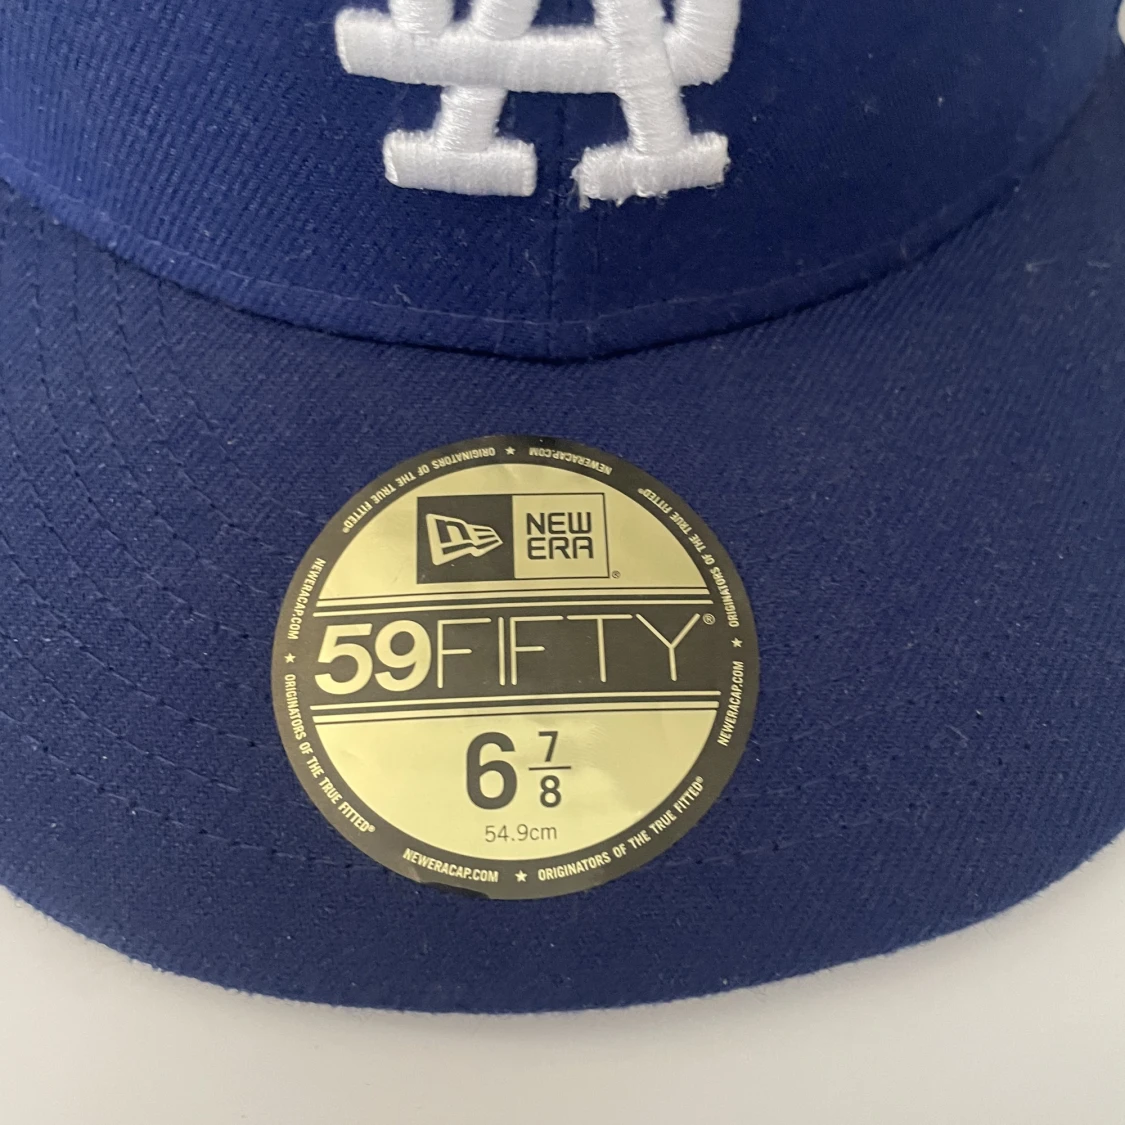 LA
NEWERACAP.COM ★ ORIGINATORS OF THE TRUE FITTED®
NEWERACAP.COM ★ ORIGINATORS OF THE TRUE FITTED®
NEW
ERA®
59FIFTY®
6 7/8
54.9cm
NEWERACAP.COM ★ ORIGINATORS OF THE TRUE FITTED®
NEWERACAP.COM ★ ORIGINATORS OF THE TRUE FITTED®